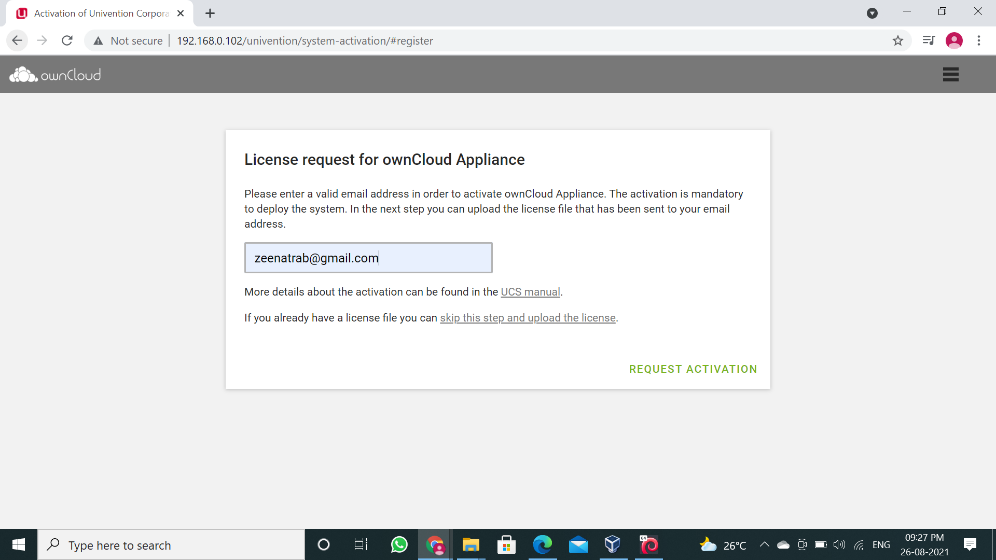 Activation of Univention Corpora
Not secure | 192.168.0.102/univention/system-activation/#register
ownCloud
License request for ownCloud Appliance
Please enter a valid email address in order to activate ownCloud Appliance. The activation is mandatory
to deploy the system. In the next step you can upload the license file that has been sent to your email
address.
zeenatrab@gmail.com
More details about the activation can be found in the UCS manual.
If you already have a license file you can skip this step and upload the license.
REQUEST ACTIVATION
Type here to search
26°C
ENG
09:27 PM
26-08-2021